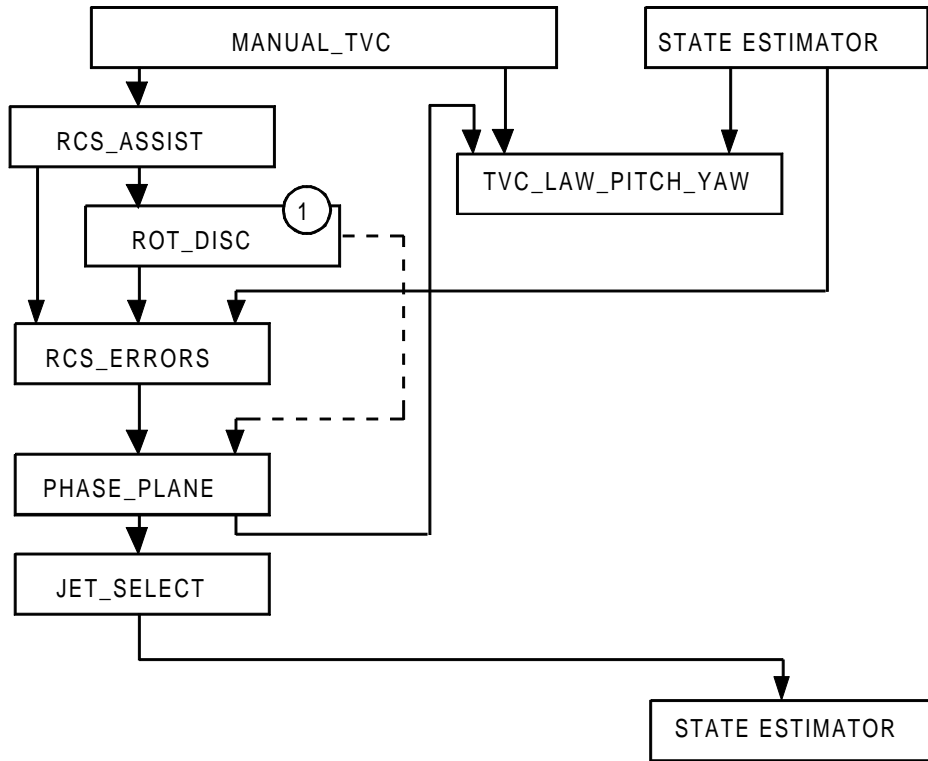 MANUAL_TVC
STATE ESTIMATOR
RCS_ASSIST
TVC_LAW_PITCH_YAW
1
ROT_DISC
RCS_ERRORS
PHASE_PLANE
JET_SELECT
STATE ESTIMATOR